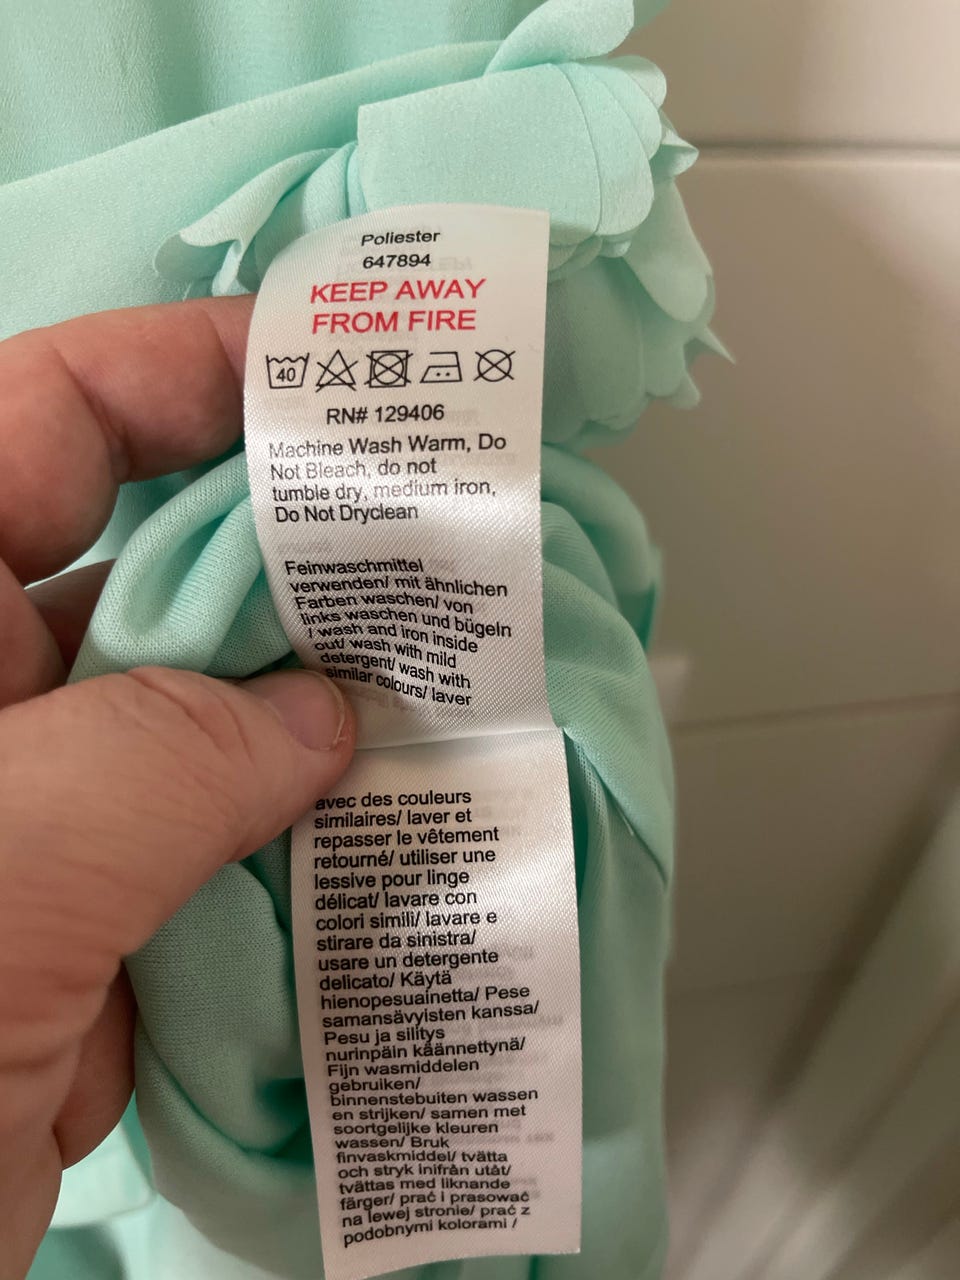 Poliester
647894
KEEP AWAY
FROM FIRE
40
RN# 129406
Machine Wash Warm, Do
Not Bleach, do not
tumble dry, medium iron,
Do Not Dryclean
Feinwaschmittel
verwenden/ mit ähnlichen
Farben waschen/ von
links waschen und bügeln
/ wash and iron inside
out/ wash with mild
detergent/ wash with
similar colours/ laver
avec des couleurs
similaires/ laver et
repasser le vêtement
retourné/ utiliser une
lessive pour linge
délicat/ lavare con
colori simili/ lavare e
stirare da sinistra/
usare un detergente
delicato/ Käytä
hienopesuainetta/ Pese
samansävyisten kanssa/
Pesu ja silitys
nurinpäin käännettynä/
Fijn wasmiddelen
gebruiken/
binnenstebuiten wassen
en strijken/ samen met
soortgelijke kleuren
wassen/ Bruk
finvaskmiddel/ tvätta
och stryk inifrån utåt/
tvättas med liknande
färger/ prać i prasować
na lewej stronie/ prać z
podobnymi kolorami /